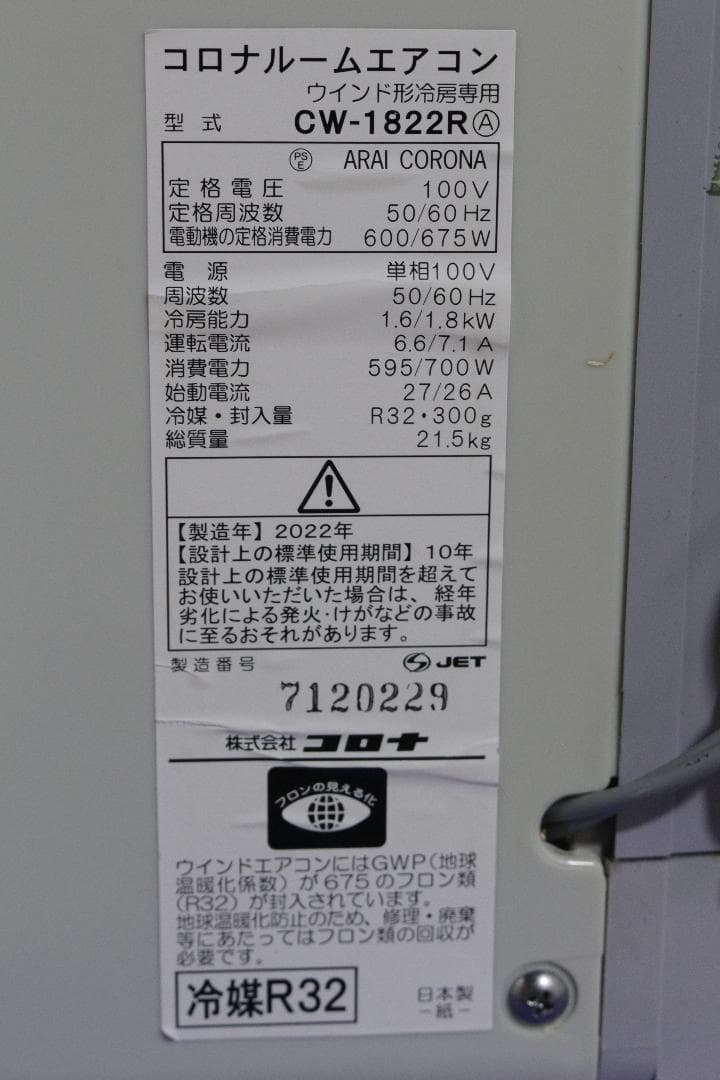 コロナルームエアコン
ウインド形冷房専用
型式 CW-1822RⒶ
PSE ARAI CORONA
定格電圧 100V
定格周波数 50/60Hz
電動機の定格消費電力 600/675W
電源 単相100V
周波数 50/60Hz
冷房能力 1.6/1.8kW
運転電流 6.6/7.1A
消費電力 595/700W
始動電流 27/26A
冷媒・封入量 R32・300g
総質量 21.5kg
【製造年】2022年
【設計上の標準使用期間】10年
設計上の標準使用期間を超えて
お使いいただいた場合は、経年
劣化による発火・けがなどの事故
に至るおそれがあります。
製造番号 JET
7120229
株式会社 コロナ
フロンの見える化
ウインドエアコンにはGWP(地球
温暖化係数)が675のフロン類
(R32)が封入されています。
地球温暖化防止のため、修理・廃棄
等にあたってはフロン類の回収が
必要です。
冷媒R32
日本製
-紙-